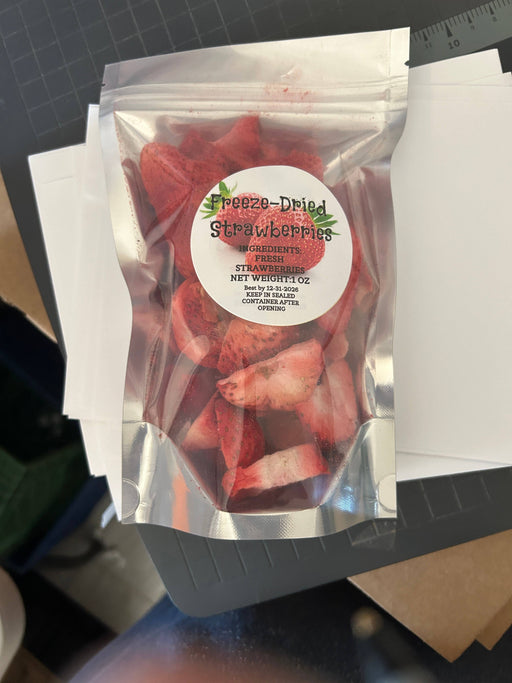 Freeze-Dried
Strawberries
INGREDIENTS:
FRESH
STRAWBERRIES
NET WEIGHT:1 OZ
Best by 12-31-2026
KEEP IN SEALED
CONTAINER AFTER
OPENING
10